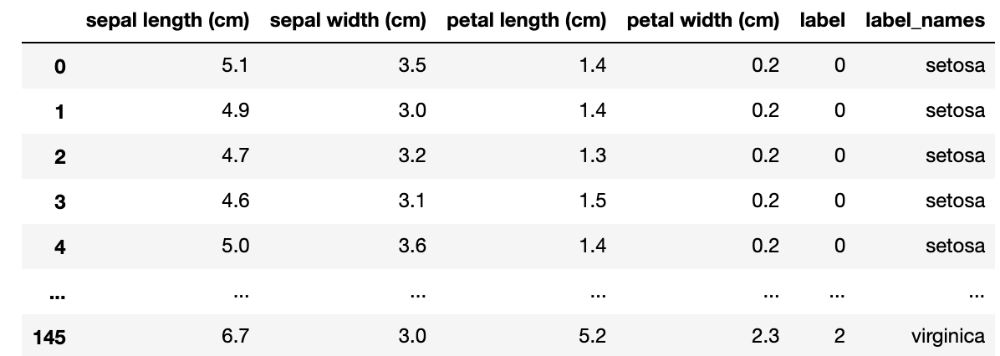 sepal length (cm) sepal width (cm) petal length (cm) petal width (cm) label label_names
0 5.1 3.5 1.4 0.2 0 setosa
1 4.9 3.0 1.4 0.2 0 setosa
2 4.7 3.2 1.3 0.2 0 setosa
3 4.6 3.1 1.5 0.2 0 setosa
4 5.0 3.6 1.4 0.2 0 setosa
... ... ... ... ... ... ...
145 6.7 3.0 5.2 2.3 2 virginica